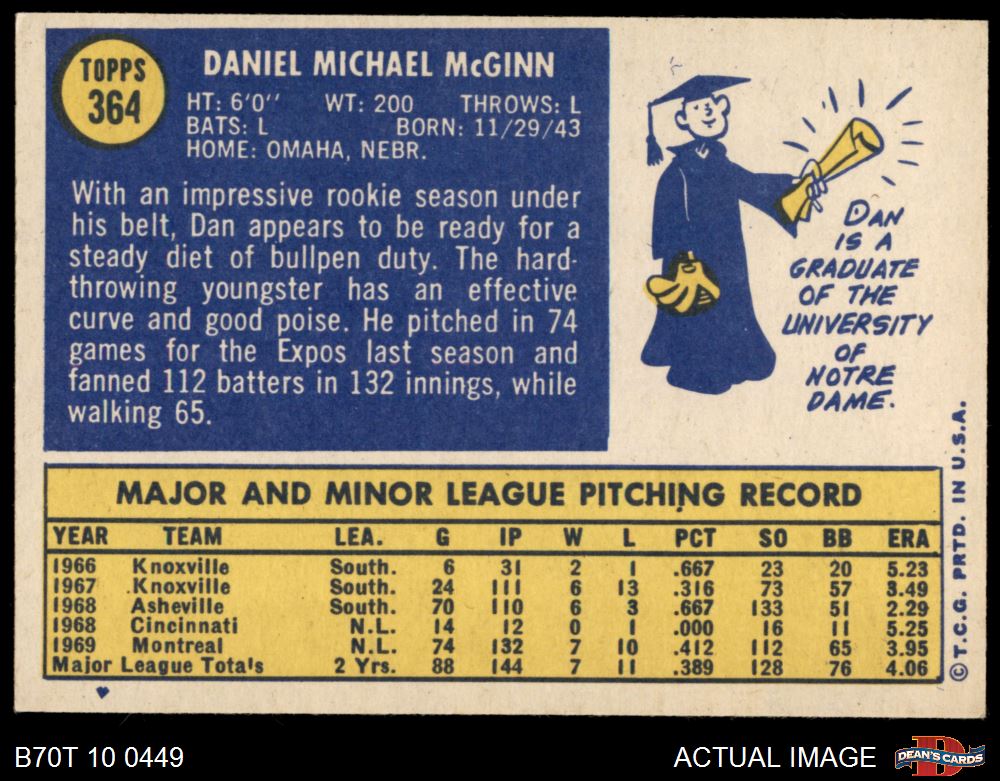 TOPPS
364
DANIEL MICHAEL McGINN
HT: 6'0'' WT: 200 THROWS: L
BATS: L BORN: 11/29/43
HOME: OMAHA, NEBR.
With an impressive rookie season under
his belt, Dan appears to be ready for a
steady diet of bullpen duty. The hard-
throwing youngster has an effective
curve and good poise. He pitched in 74
games for the Expos last season and
fanned 112 batters in 132 innings, while
walking 65.
DAN
IS A
GRADUATE
OF THE
UNIVERSITY
OF
NOTRE
DAME.
MAJOR AND MINOR LEAGUE PITCHING RECORD
YEAR TEAM LEA. G IP W L PCT SO BB ERA
1966 Knoxville South. 6 31 2 1 .667 23 20 5.23
1967 Knoxville South. 24 111 6 13 .316 73 57 3.49
1968 Asheville South. 70 110 6 3 .667 133 51 2.29
1968 Cincinnati N.L. 14 12 0 1 .000 16 11 5.25
1969 Montreal N.L. 74 132 7 10 .412 112 65 3.95
Major League Totals 2 Yrs. 88 144 7 11 .389 128 76 4.06
© T.C.G. PRTD. IN U.S.A.
B70T 10 0449
ACTUAL IMAGE
D
DEAN'S CARDS